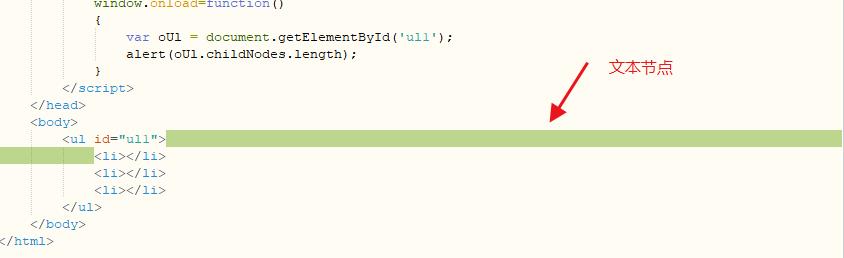 window.onload=function()
{
var oUl = document.getElementById('ul1');
alert(oUl.childNodes.length);
}
</script>
</head>
<body>
<ul id="ul1">
<li></li>
<li></li>
<li></li>
</ul>
</body>
</html>
文本节点